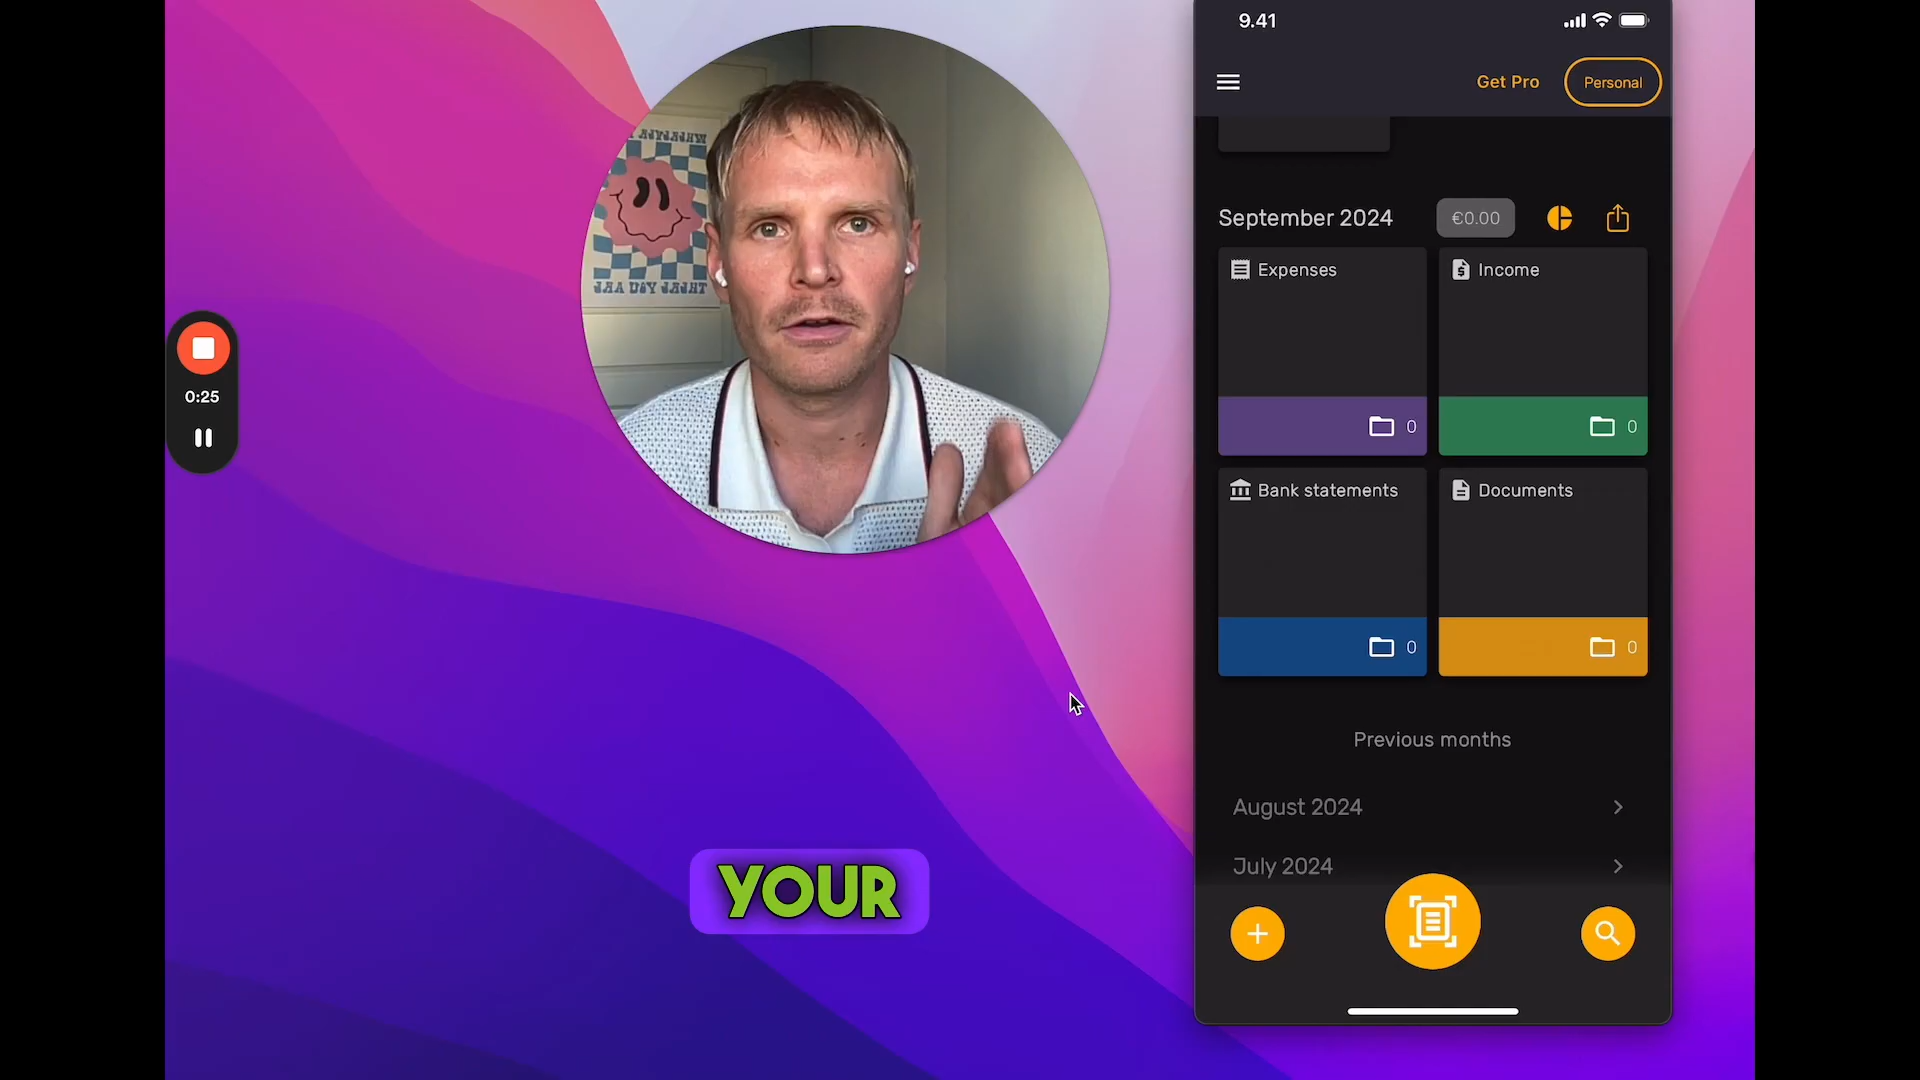 9.41
Get Pro
Personal
September 2024
€0.00
Expenses
Income
0
0
Bank statements
Documents
0
0
Previous months
August 2024
July 2024
0:25
YOUR